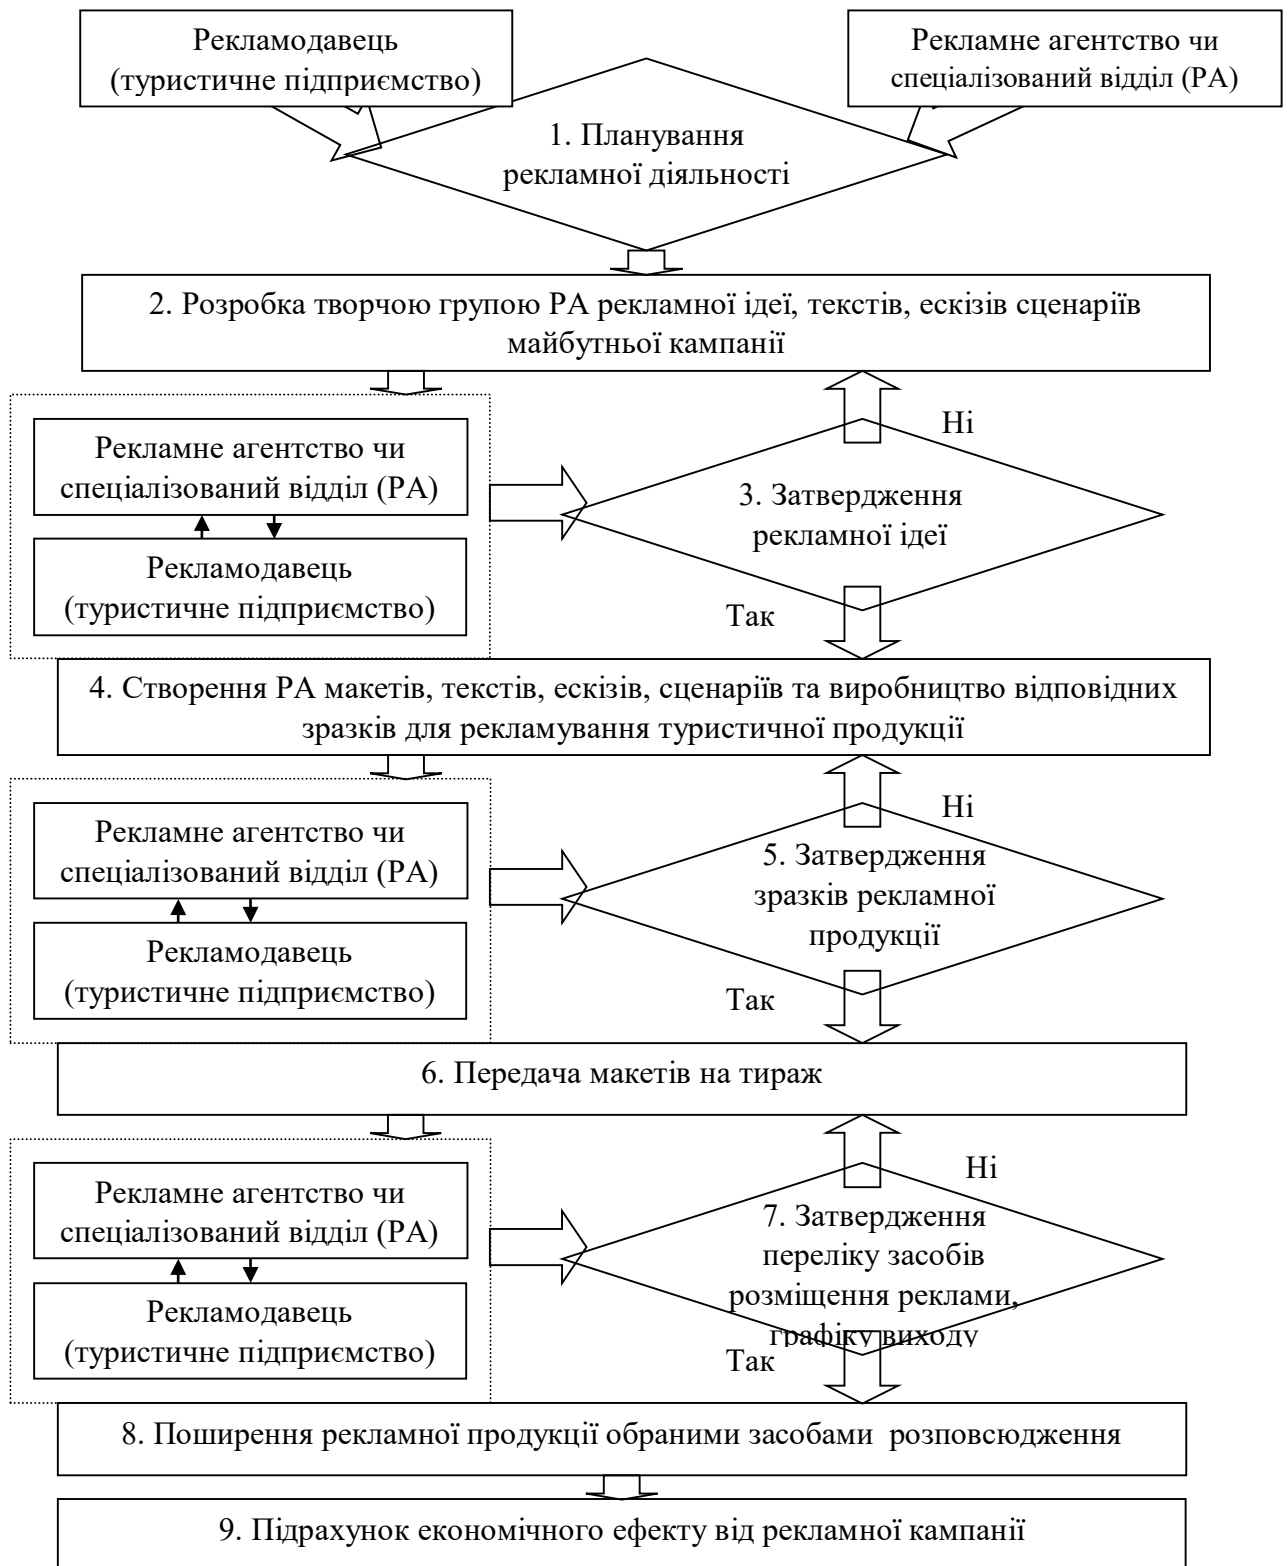 Рекламодавець
(туристичне підприємство)
Рекламне агентство чи
спеціалізований відділ (РА)
1. Планування
рекламної діяльності
2. Розробка творчою групою РА рекламної ідеї, текстів, ескізів сценаріїв
майбутньої кампанії
Рекламне агентство чи
спеціалізований відділ (РА)
Рекламодавець
(туристичне підприємство)
Ні
3. Затвердження
рекламної ідеї
Так
4. Створення РА макетів, текстів, ескізів, сценаріїв та виробництво відповідних
зразків для рекламування туристичної продукції
Рекламне агентство чи
спеціалізований відділ (РА)
Рекламодавець
(туристичне підприємство)
Ні
5. Затвердження
зразків рекламної
продукції
Так
6. Передача макетів на тираж
Рекламне агентство чи
спеціалізований відділ (РА)
Рекламодавець
(туристичне підприємство)
Ні
7. Затвердження
переліку засобів
розміщення реклами,
графіку виходу
Так
8. Поширення рекламної продукції обраними засобами розповсюдження
9. Підрахунок економічного ефекту від рекламної кампанії